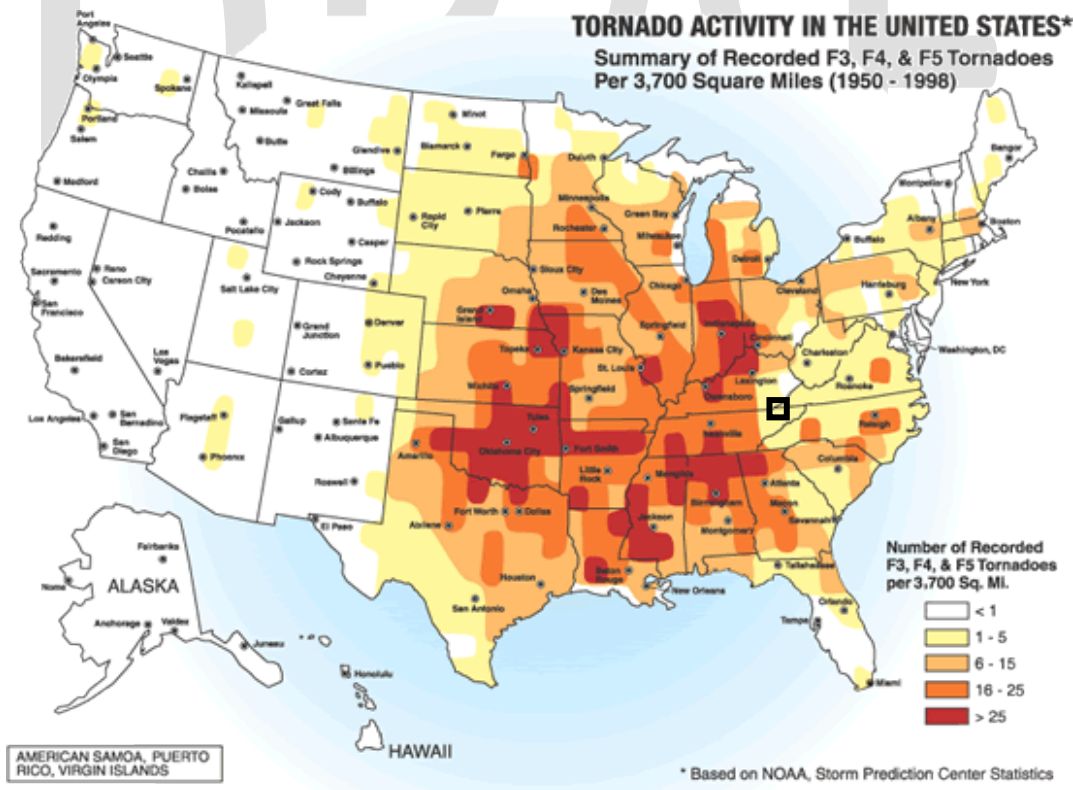 TORNADO ACTIVITY IN THE UNITED STATES*
Summary of Recorded F3, F4, & F5 Tornadoes
Per 3,700 Square Miles (1950 - 1998)
Port
Angeles
Seattle
Olympia
Spokane
Portland
Salem
Medford
Kalispell
Missoula
Great Falls
Butte
Glendive
Billings
Challis
Boise
Pocatello
Cody
Buffalo
Jackson
Casper
Rock Springs
Cheyenne
Minot
Bismarck
Fargo
Duluth
Rapid
City
Pierre
Minneapolis
Rochester
Green Bay
Milwaukee
Detroit
Chicago
Bangor
Montpelier
Albany
Boston
Buffalo
New York
Cleveland
Harrisburg
Washington, DC
Redding
Reno
Carson City
Sacramento
San
Francisco
Bakersfield
Las
Vegas
Los Angeles
San
Bernadino
San
Diego
Salt Lake City
Grand
Junction
Cortez
Denver
Pueblo
Flagstaff
Phoenix
Gallup
Santa Fe
Albuquerque
Roswell
El Paso
Sioux City
Omaha
Grand
Island
Des
Moines
Topeka
Kansas City
Wichita
Springfield
St. Louis
Springfield
Indianapolis
Cincinnati
Lexington
Owensboro
Charleston
Roanoke
Raleigh
Columbia
Nashville
Memphis
Tulsa
Oklahoma City
Amarillo
Fort Smith
Little
Rock
Fort Worth
Dallas
Abilene
Houston
San Antonio
Jackson
Baton
Rouge
New Orleans
Birmingham
Montgomery
Atlanta
Macon
Savannah
Tallahassee
Orlando
Tampa
Miami
Fairbanks
Nome
ALASKA
Anchorage
Valdez
Juneau
Honolulu
HAWAII
Number of Recorded
F3, F4, & F5 Tornadoes
per 3,700 Sq. Mi.
< 1
1 - 5
6 - 15
16 - 25
> 25
AMERICAN SAMOA, PUERTO
RICO, VIRGIN ISLANDS
* Based on NOAA, Storm Prediction Center Statistics